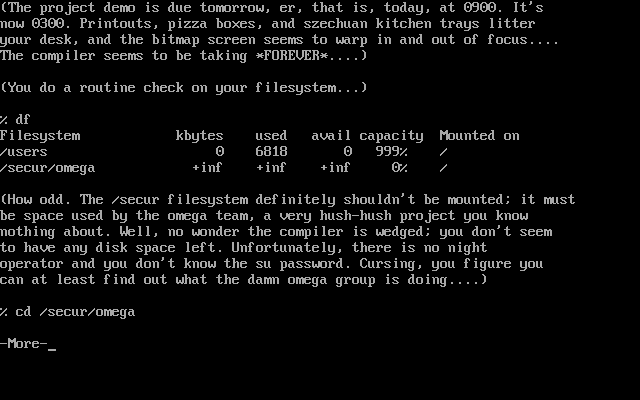 (The project demo is due tomorrow, er, that is, today, at 0900. It's
now 0300. Printouts, pizza boxes, and szechuan kitchen trays litter
your desk, and the bitmap screen seems to warp in and out of focus....
The compiler seems to be taking *FOREVER*....)
(You do a routine check on your filesystem...)
% df
Filesystem kbytes used avail capacity Mounted on
/users 0 6818 0 999% /
/secur/omega +inf +inf +inf 0% /
(How odd. The /secur filesystem definitely shouldn't be mounted; it must
be space used by the omega team, a very hush-hush project you know
nothing about. Well, no wonder the compiler is wedged; you don't seem
to have any disk space left. Unfortunately, there is no night
operator and you don't know the su password. Cursing, you figure you
can at least find out what the damn omega group is doing....)
% cd /secur/omega
-More-_